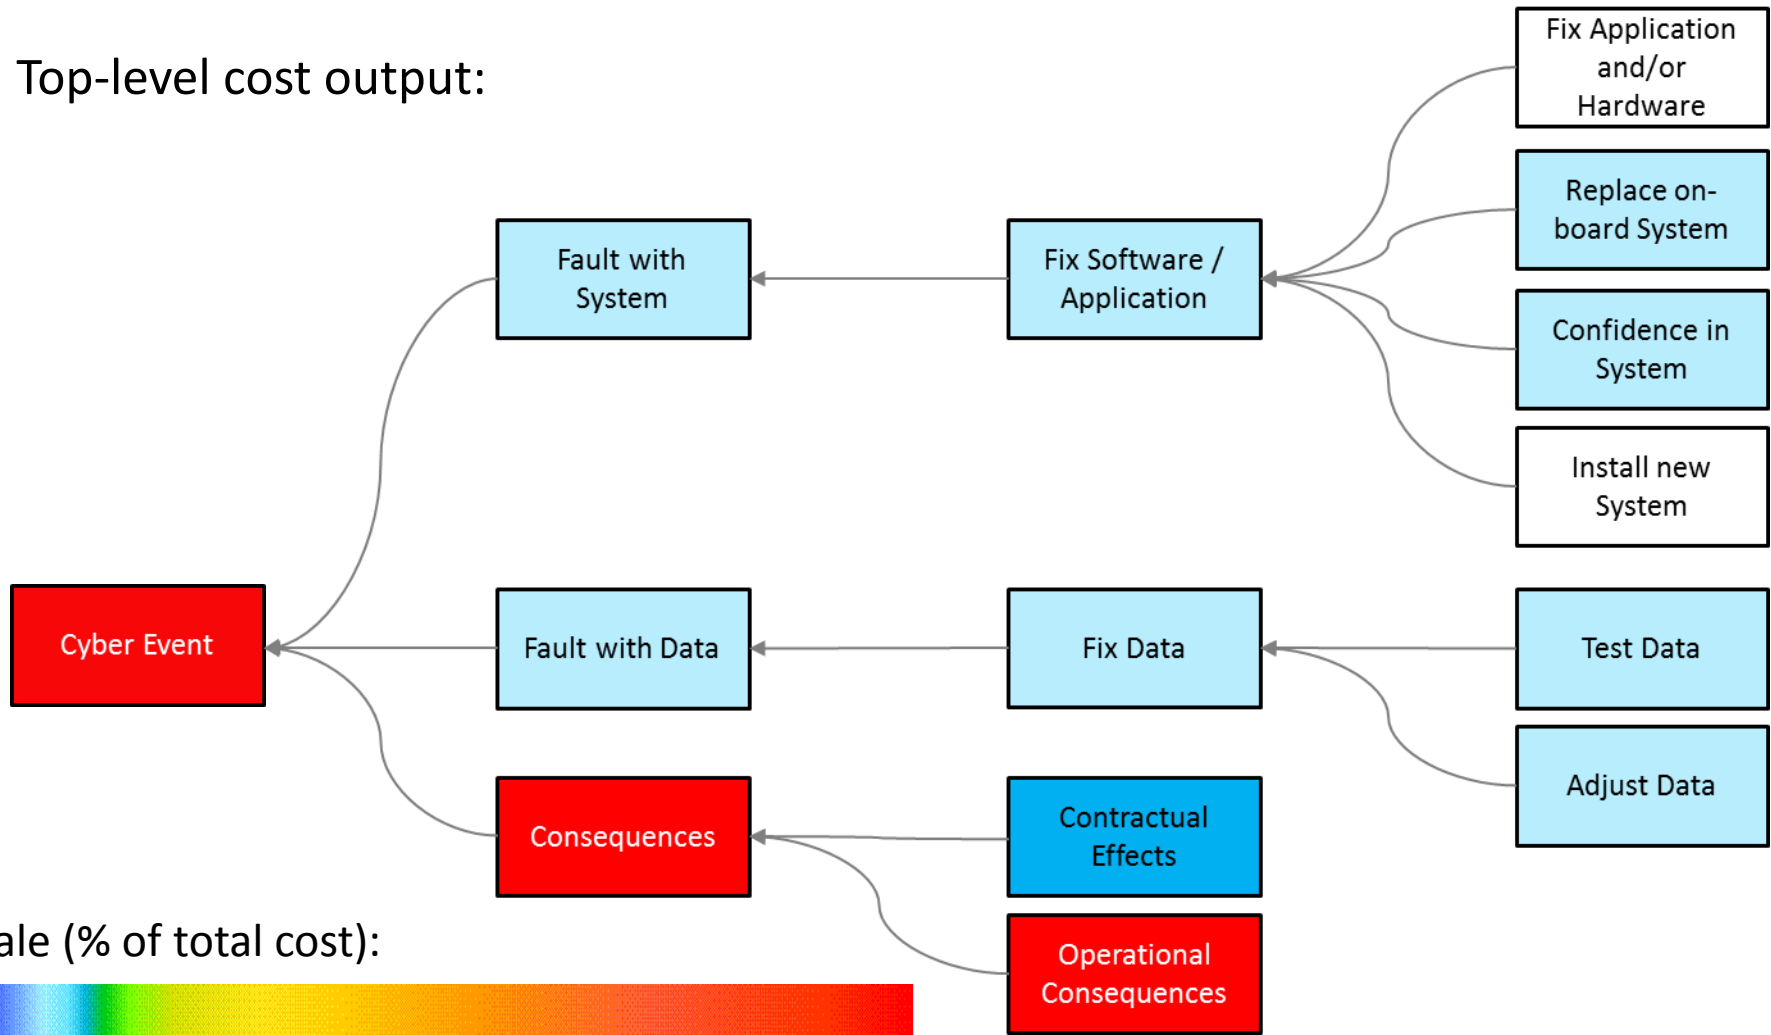 Top-level cost output:
Fix Application
and/or
Hardware
Replace on-
board System
Fault with
System
Fix Software /
Application
Confidence in
System
Install new
System
Cyber Event
Fault with Data
Fix Data
Test Data
Adjust Data
Consequences
Contractual
Effects
Operational
Consequences
ale (% of total cost):